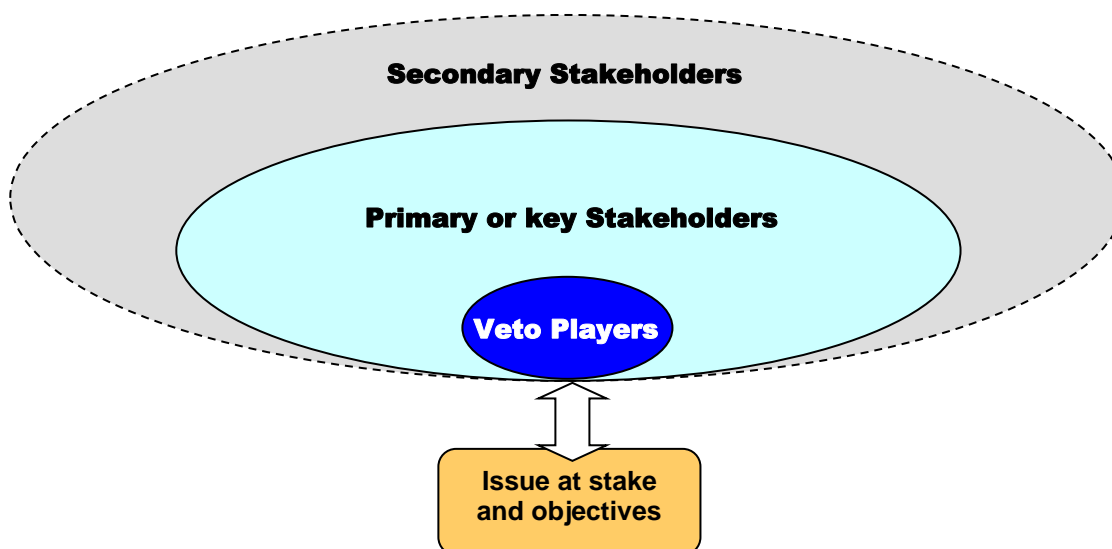 Secondary Stakeholders
Primary or key Stakeholders
Veto Players
Issue at stake
and objectives